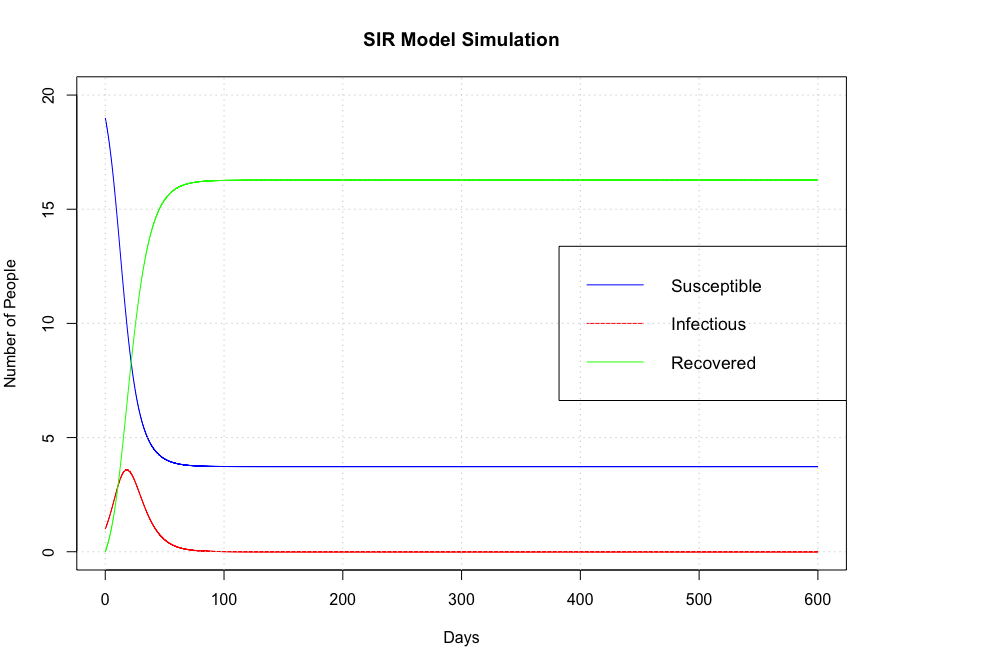 SIR Model Simulation
20
15
10
5
0
Number of People
Susceptible
Infectious
Recovered
0 100 200 300 400 500 600
Days